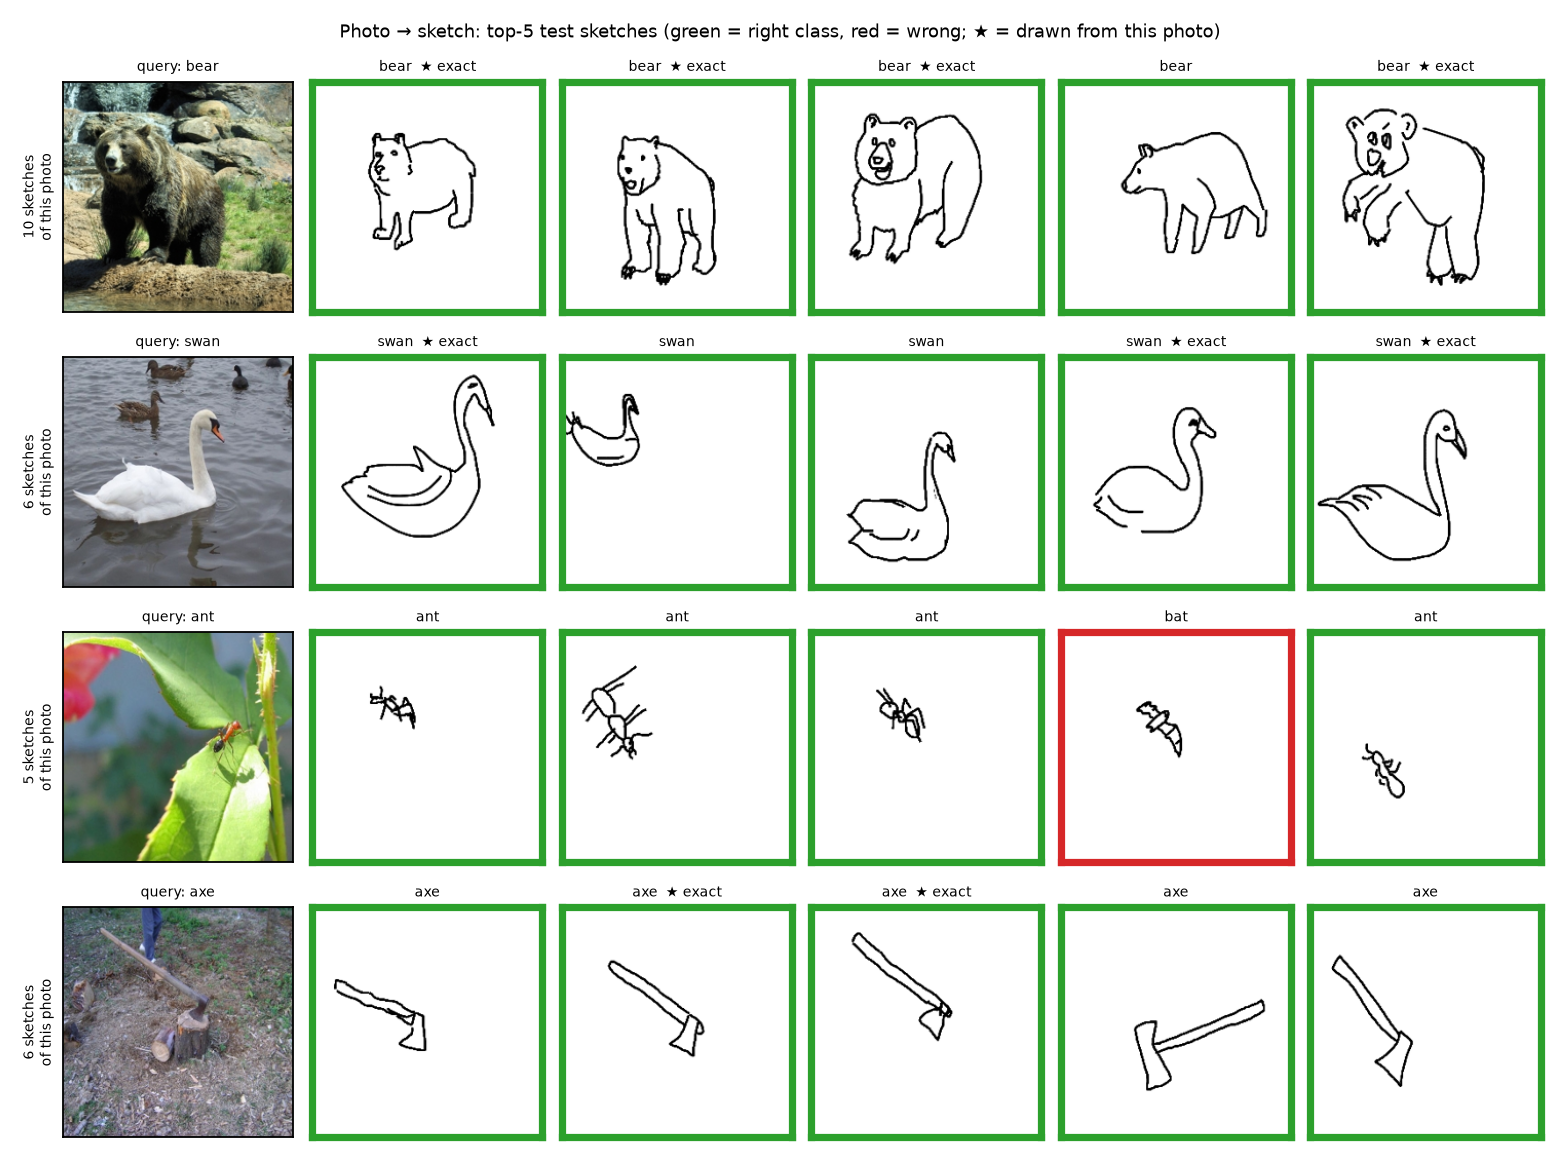 Photo → sketch: top-5 test sketches (green = right class, red = wrong; ★ = drawn from this photo)
query: bear
bear ★ exact
bear ★ exact
bear ★ exact
bear
bear ★ exact
10 sketches
of this photo
query: swan
swan ★ exact
swan
swan
swan ★ exact
swan ★ exact
6 sketches
of this photo
query: ant
ant
ant
ant
bat
ant
5 sketches
of this photo
query: axe
axe
axe ★ exact
axe ★ exact
axe
axe
6 sketches
of this photo